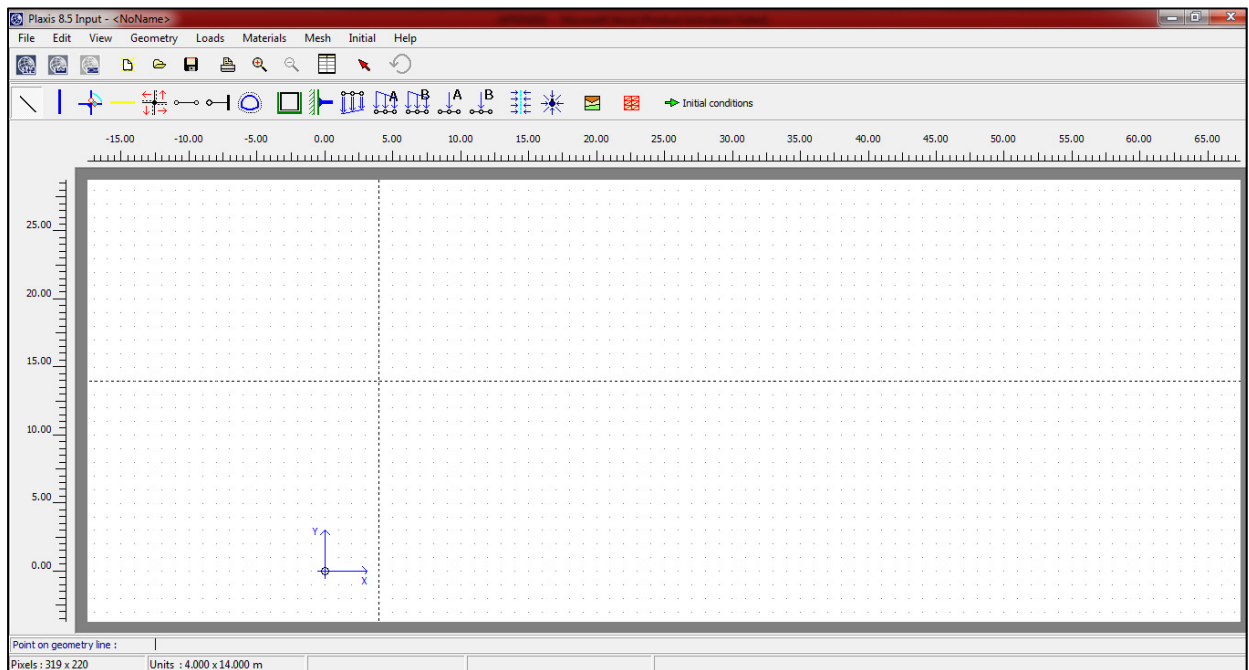 Plaxis 8.5 Input - <NoName>
File Edit View Geometry Loads Materials Mesh Initial Help
A B A B Initial conditions
-15.00 -10.00 -5.00 0.00 5.00 10.00 15.00 20.00 25.00 30.00 35.00 40.00 45.00 50.00 55.00 60.00 65.00
25.00
20.00
15.00
10.00
5.00
Y
0.00
X
Point on geometry line :
Pixels : 319 x 220 Units : 4.000 x 14.000 m